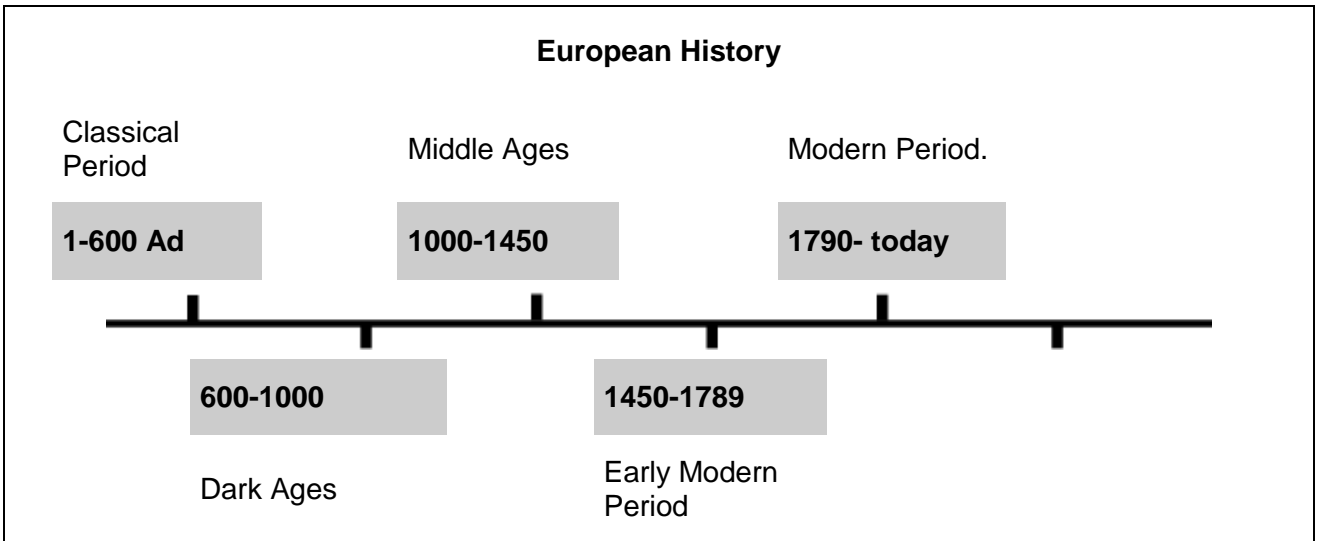 European History
Classical
Period
Middle Ages
Modern Period.
1-600 Ad
1000-1450
1790- today
600-1000
1450-1789
Dark Ages
Early Modern
Period